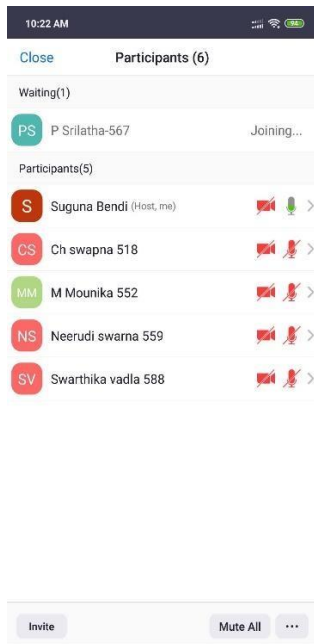 10:22 AM 94
Close Participants (6)
Waiting(1)
PS P Srilatha-567 Joining...
Participants(5)
S Suguna Bendi (Host, me)
CS Ch swapna 518
MM M Mounika 552
NS Neerudi swarna 559
SV Swarthika vadla 588
Invite Mute All ...